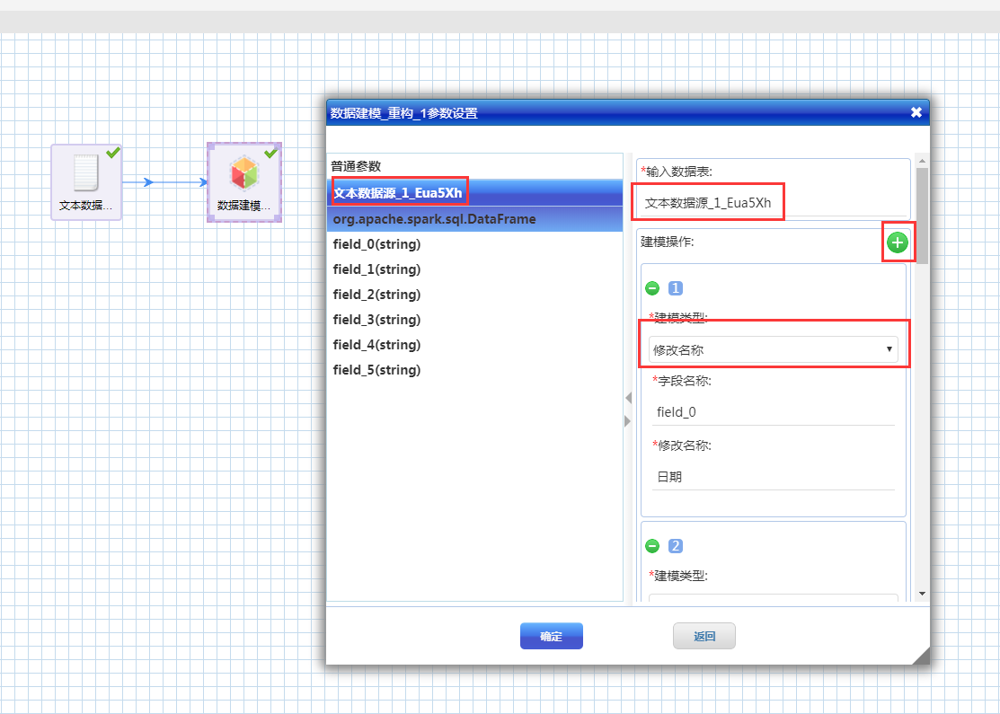 文本数据...
数据建模...
数据建模_重构_1参数设置
普通参数
文本数据源_1_Eua5Xh
org.apache.spark.sql.DataFrame
field_0(string)
field_1(string)
field_2(string)
field_3(string)
field_4(string)
field_5(string)
*输入数据表:
文本数据源_1_Eua5Xh
建模操作:
1
*建模类型:
修改名称
*字段名称:
field_0
*修改名称:
日期
2
*建模类型:
确定
返回